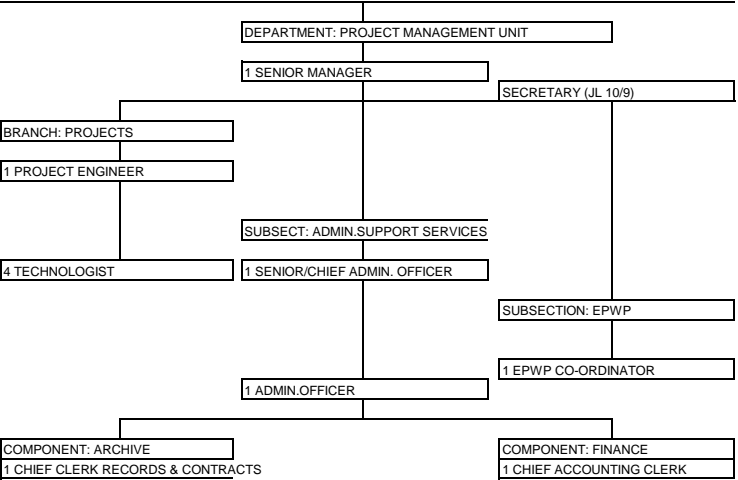 DEPARTMENT: PROJECT MANAGEMENT UNIT
1 SENIOR MANAGER
SECRETARY (JL 10/9)
BRANCH: PROJECTS
1 PROJECT ENGINEER
SUBSECT: ADMIN.SUPPORT SERVICES
4 TECHNOLOGIST
1 SENIOR/CHIEF ADMIN. OFFICER
SUBSECTION: EPWP
1 EPWP CO-ORDINATOR
1 ADMIN.OFFICER
COMPONENT: ARCHIVE
1 CHIEF CLERK RECORDS & CONTRACTS
COMPONENT: FINANCE
1 CHIEF ACCOUNTING CLERK